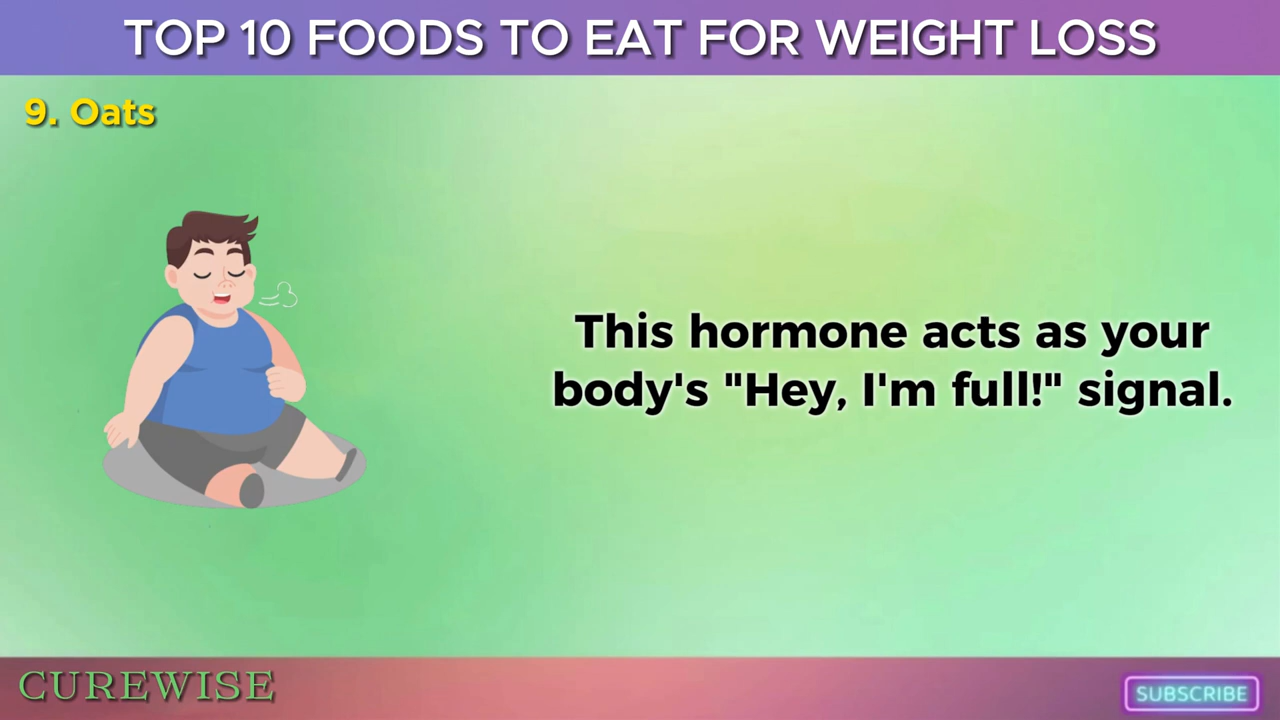 TOP 10 FOODS TO EAT FOR WEIGHT LOSS
9. Oats
This hormone acts as your
body's "Hey, I'm full!" signal.
CUREWISE
SUBSCRIBE